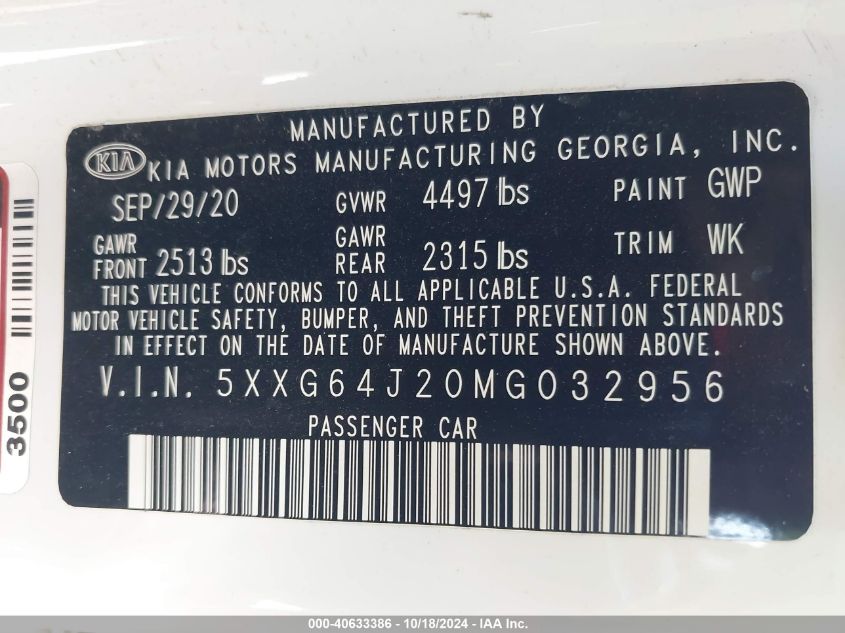 MANUFACTURED BY
KIA KIA MOTORS MANUFACTURING GEORGIA, INC.
SEP/29/20 GVWR 4497 lbs PAINT GWP
GAWR FRONT 2513 lbs GAWR REAR 2315 lbs TRIM WK
THIS VEHICLE CONFORMS TO ALL APPLICABLE U.S.A. FEDERAL
MOTOR VEHICLE SAFETY, BUMPER, AND THEFT PREVENTION STANDARDS
IN EFFECT ON THE DATE OF MANUFACTURE SHOWN ABOVE.
V.I.N. 5XXG64J20MG032956
PASSENGER CAR
3500
000-40633386 - 10/18/2024 - IAA Inc.